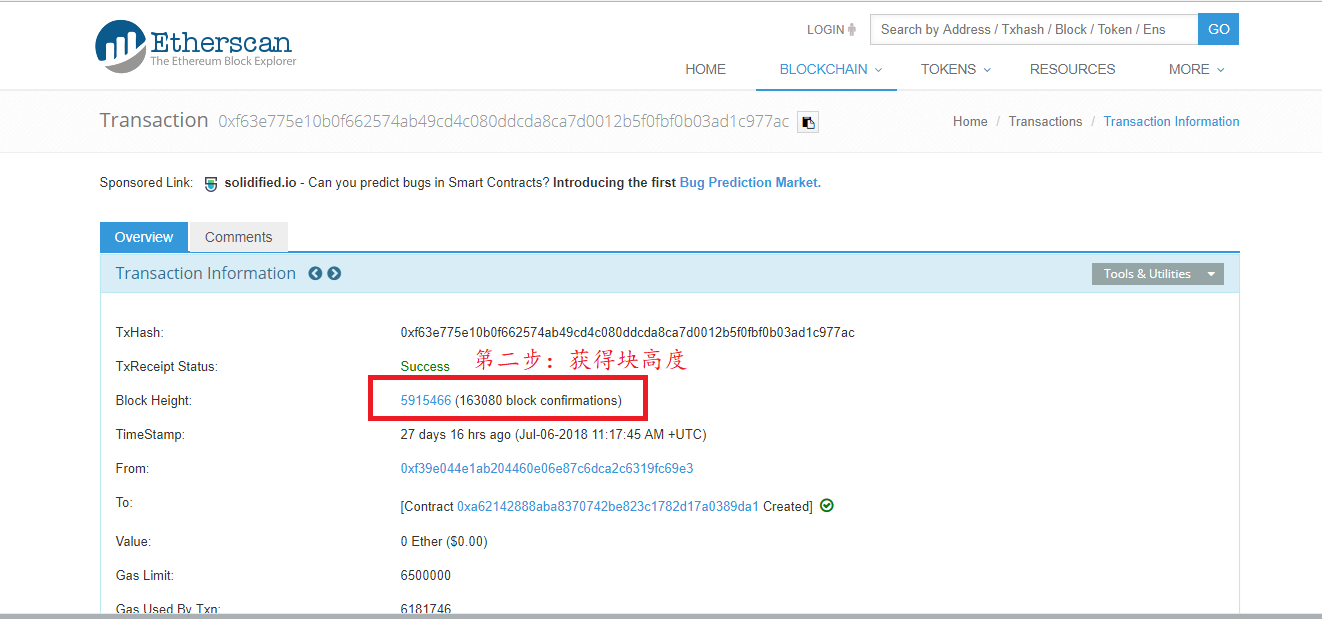 LOGIN
Search by Address / Txhash / Block / Token / Ens
GO
Etherscan
The Ethereum Block Explorer
HOME
BLOCKCHAIN
TOKENS
RESOURCES
MORE
Transaction 0xf63e775e10b0f662574ab49cd4c080ddcda8ca7d0012b5f0fbf0b03ad1c977ac
Home / Transactions / Transaction Information
Sponsored Link: solidified.io - Can you predict bugs in Smart Contracts? Introducing the first Bug Prediction Market.
Overview
Comments
Transaction Information
Tools & Utilities
TxHash: 0xf63e775e10b0f662574ab49cd4c080ddcda8ca7d0012b5f0fbf0b03ad1c977ac
TxReceipt Status: Success
第二步：获得块高度
Block Height: 5915466 (163080 block confirmations)
TimeStamp: 27 days 16 hrs ago (Jul-06-2018 11:17:45 AM +UTC)
From: 0xf39e044e1ab204460e06e87c6dca2c6319fc69e3
To: [Contract 0xa62142888aba8370742be823c1782d17a0389da1 Created]
Value: 0 Ether ($0.00)
Gas Limit: 6500000
Gas Used By Txn: 6181746